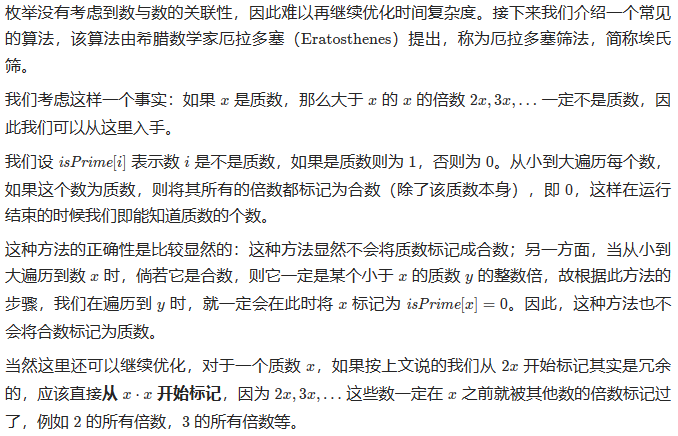 枚举没有考虑到数与数的关联性，因此难以再继续优化时间复杂度。接下来我们介绍一个常见
的算法，该算法由希腊数学家厄拉多塞（Eratosthenes）提出，称为厄拉多塞筛法，简称埃氏
筛。
我们考虑这样一个事实：如果 x 是质数，那么大于 x 的 x 的倍数 2x, 3x, … 一定不是质数，因
此我们可以从这里入手。
我们设 isPrime[i] 表示数 i 是不是质数，如果是质数则为 1，否则为 0。从小到大遍历每个数，
如果这个数为质数，则将其所有的倍数都标记为合数（除了该质数本身），即 0，这样在运行
结束的时候我们即能知道质数的个数。
这种方法的正确性是比较显然的：这种方法显然不会将质数标记成合数；另一方面，当从小到
大遍历到数 x 时，倘若它是合数，则它一定是某个小于 x 的质数 y 的整数倍，故根据此方法的
步骤，我们在遍历到 y 时，就一定会在此时将 x 标记为 isPrime[x] = 0。因此，这种方法也不
会将合数标记为质数。
当然这里还可以继续优化，对于一个质数 x，如果按上文说的我们从 2x 开始标记其实是冗余
的，应该直接从 x · x 开始标记，因为 2x, 3x, … 这些数一定在 x 之前就被其他数的倍数标记过
了，例如 2 的所有倍数，3 的所有倍数等。